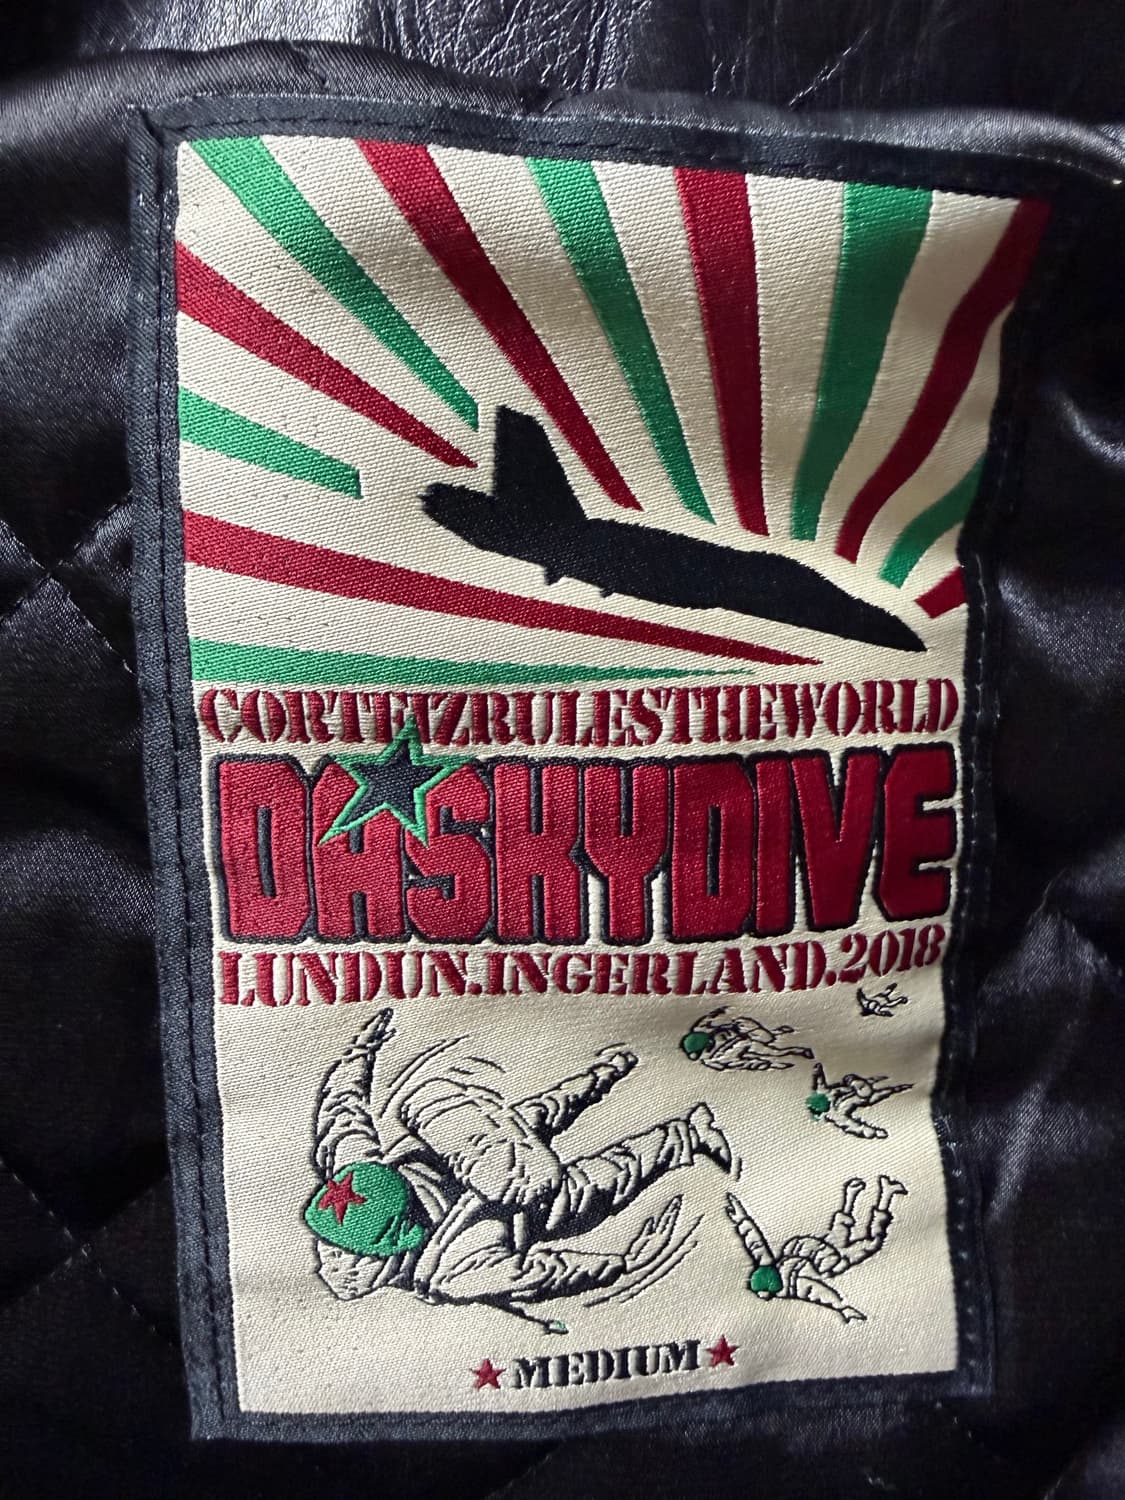 CORTEIZRULESTHEWORLD
DASKYDIVE
LUNDUN.INGERLAND.2018
MEDIUM